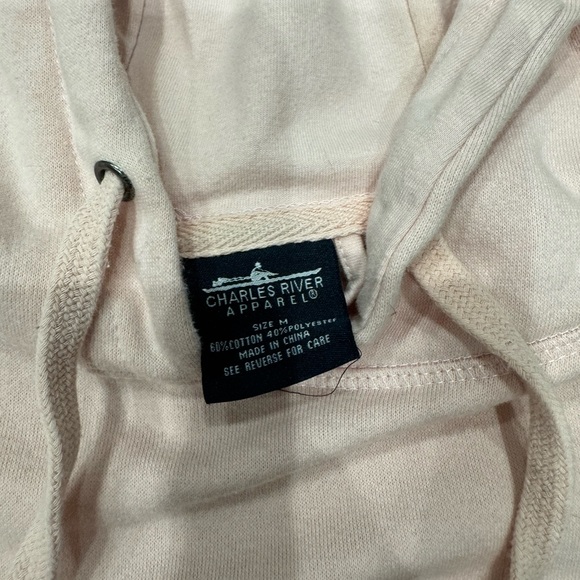 CHARLES RIVER
APPAREL®
SIZE M
60%COTTON 40%POLYESTER
MADE IN CHINA
SEE REVERSE FOR CARE